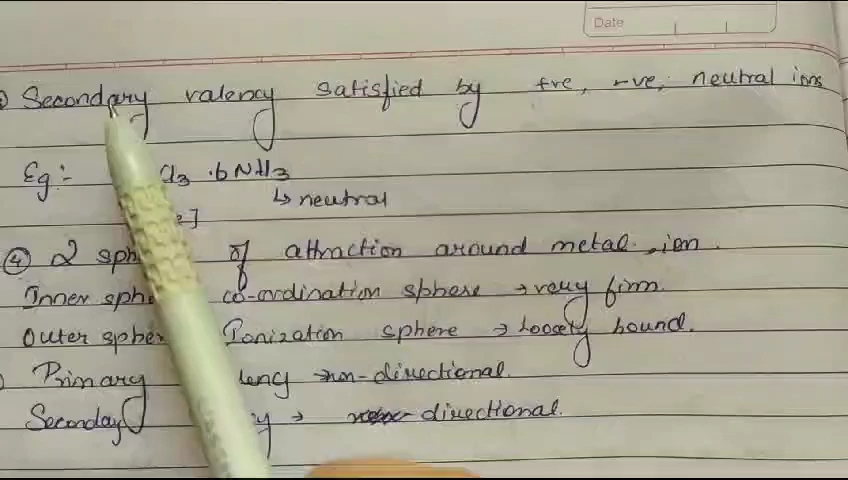 Date
Secondary valency satisfied by +ve, -ve, neutral ions
Eg:- Cl3 .6NH3
↳ neutral
e]
④ 2 sph of attraction around metal ion.
Inner sphe co-ordination sphere → very firm.
Outer spher Ionization sphere → Loosely bound.
Primary lency → non-directional.
Seconday y → directional.